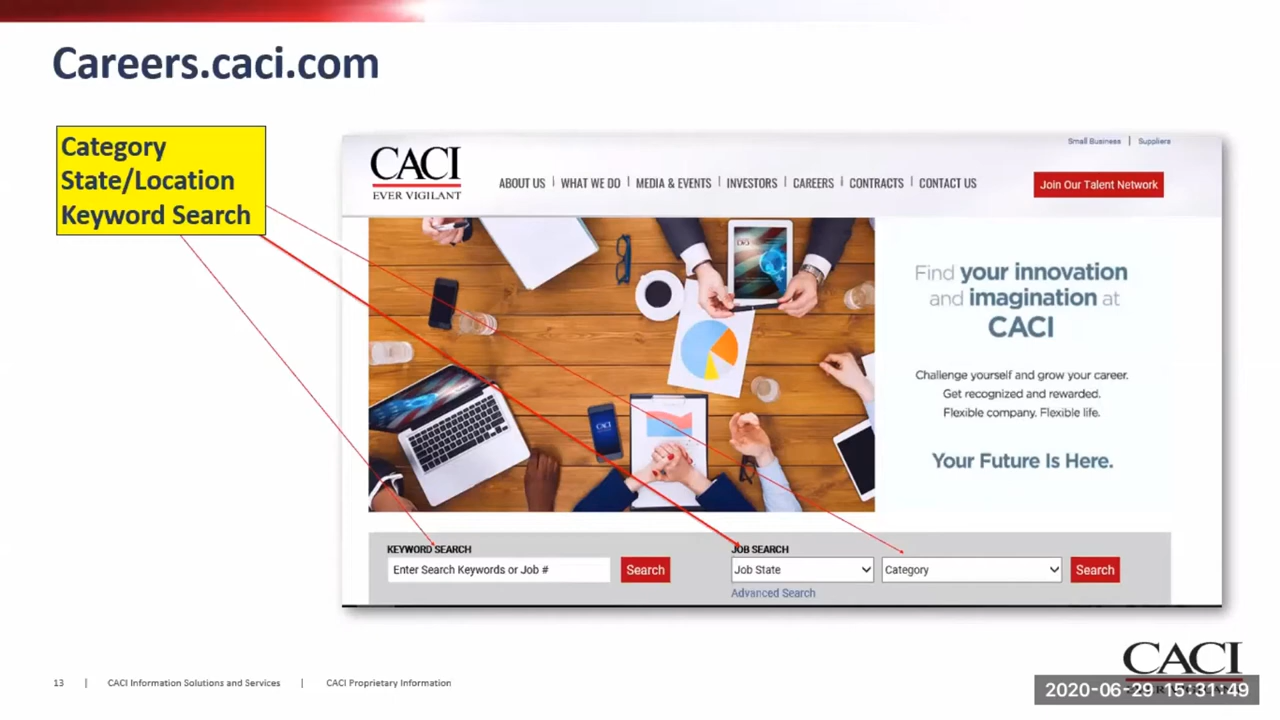 Careers.caci.com
Category
State/Location
Keyword Search
CACI
EVER VIGILANT
Small Business | Suppliers
ABOUT US | WHAT WE DO | MEDIA & EVENTS | INVESTORS | CAREERS | CONTRACTS | CONTACT US
Join Our Talent Network
Find your innovation
and imagination at
CACI
Challenge yourself and grow your career.
Get recognized and rewarded.
Flexible company. Flexible life.
Your Future Is Here.
KEYWORD SEARCH
Enter Search Keywords or Job #
Search
JOB SEARCH
Job State
Category
Search
Advanced Search
13 | CACI Information Solutions and Services | CACI Proprietary Information
CACI
2020-06-29 15:31:49